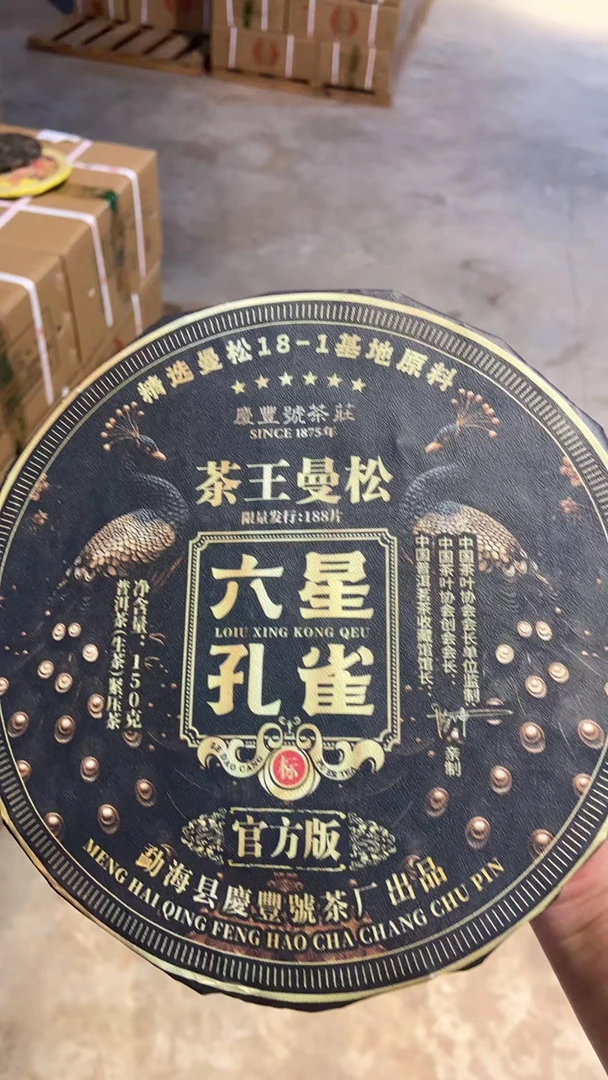 精选曼松18-1基地原料
慶豐號茶莊
SINCE 1875年
茶王曼松
限量发行:188片
六星
LOIU XING KONG QEU
孔雀
净含量：150克
普洱茶(生茶)紧压茶
中国茶叶协会会长单位监制
中国茶叶协会创会会长：
中国普洱茗茶收藏馆馆长：
亲制
标
官方版
勐海县慶豐號茶厂出品
MENG HAI QING FENG HAO CHA CHANG CHU PIN